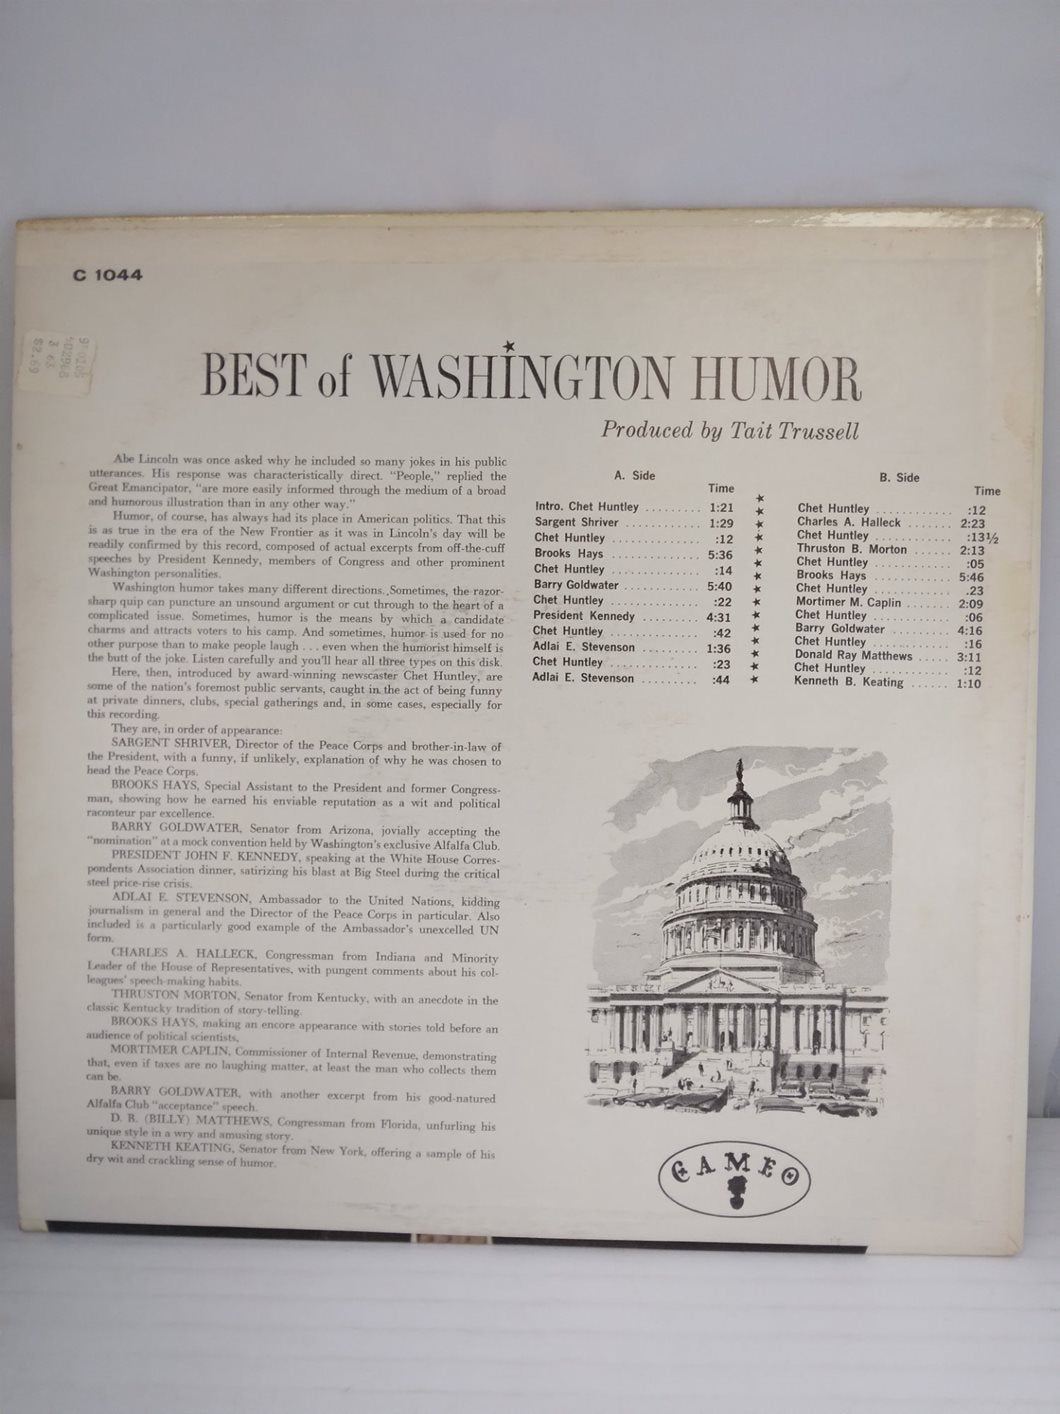 C 1044
$2.69
BEST of WASHINGTON HUMOR
Produced by Tait Trussell
Abe Lincoln was once asked why he included so many jokes in his public
utterances. His response was characteristically direct. "People," replied the
Great Emancipator, "are more easily informed through the medium of a broad
and humorous illustration than in any other way."
Humor, of course, has always had its place in American politics. That this
is as true in the era of the New Frontier as it was in Lincoln's day will be
readily confirmed by this record, composed of actual excerpts from off-the-cuff
speeches by President Kennedy, members of Congress and other prominent
Washington personalities.
Washington humor takes many different directions. Sometimes, the razor-
sharp quip can puncture an unsound argument or cut through to the heart of a
complicated issue. Sometimes, humor is the means by which a candidate
charms and attracts voters to his camp. And sometimes, humor is used for no
other purpose than to make people laugh . . . even when the humorist himself is
the butt of the joke. Listen carefully and you'll hear all three types on this disk.
Here, then, introduced by award-winning newscaster Chet Huntley, are
some of the nation's foremost public servants, caught in the act of being funny
at private dinners, clubs, special gatherings and, in some cases, especially for
this recording.
They are, in order of appearance:
SARGENT SHRIVER, Director of the Peace Corps and brother-in-law of
the President, with a funny, if unlikely, explanation of why he was chosen to
head the Peace Corps.
BROOKS HAYS, Special Assistant to the President and former Congress-
man, showing how he earned his enviable reputation as a wit and political
raconteur par excellence.
BARRY GOLDWATER, Senator from Arizona, jovially accepting the
"nomination" at a mock convention held by Washington's exclusive Alfalfa Club.
PRESIDENT JOHN F. KENNEDY, speaking at the White House Corres-
pondents Association dinner, satirizing his blast at Big Steel during the critical
steel price-rise crisis.
ADLAI E. STEVENSON, Ambassador to the United Nations, kidding
journalism in general and the Director of the Peace Corps in particular. Also
included is a particularly good example of the Ambassador's unexcelled UN
form.
CHARLES A. HALLECK, Congressman from Indiana and Minority
Leader of the House of Representatives, with pungent comments about his col-
leagues' speech-making habits.
THRUSTON MORTON, Senator from Kentucky, with an anecdote in the
classic Kentucky tradition of story-telling.
BROOKS HAYS, making an encore appearance with stories told before an
audience of political scientists,
MORTIMER CAPLIN, Commissioner of Internal Revenue, demonstrating
that, even if taxes are no laughing matter, at least the man who collects them
can be.
BARRY GOLDWATER, with another excerpt from his good-natured
Alfalfa Club "acceptance" speech.
D. R. (BILLY) MATTHEWS, Congressman from Florida, unfurling his
unique style in a wry and amusing story.
KENNETH KEATING, Senator from New York, offering a sample of his
dry wit and crackling sense of humor.
A. Side
Time
Intro. Chet Huntley ......... 1:21
Sargent Shriver ............ 1:29
Chet Huntley .............. :12
Brooks Hays ............... 5:36
Chet Huntley .............. :14
Barry Goldwater ............ 5:40
Chet Huntley .............. :22
President Kennedy ......... 4:31
Chet Huntley .............. :42
Adlai E. Stevenson ......... 1:36
Chet Huntley .............. :23
Adlai E. Stevenson ......... :44
B. Side
Time
Chet Huntley ............ :12
Charles A. Halleck ....... 2:23
Chet Huntley ............ :13½
Thruston B. Morton ...... 2:13
Chet Huntley ............ :05
Brooks Hays ............ 5:46
Chet Huntley ............ .23
Mortimer M. Caplin ....... 2:09
Chet Huntley ............ :06
Barry Goldwater ......... 4:16
Chet Huntley ............ :16
Donald Ray Matthews ..... 3:11
Chet Huntley ............ :12
Kenneth B. Keating ...... 1:10
CAMEO